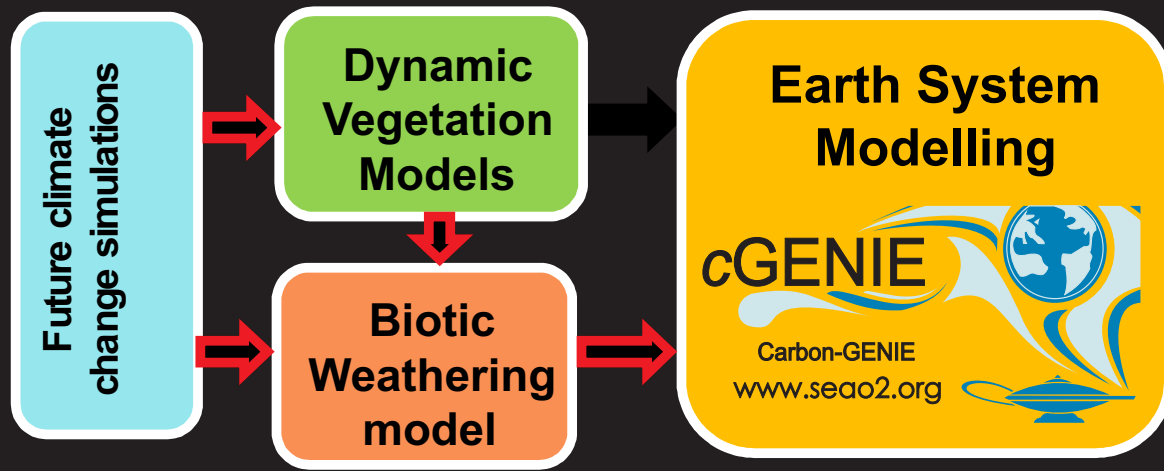 Future climate
change simulations
Dynamic
Vegetation
Models
Biotic
Weathering
model
Earth System
Modelling
cGENIE
Carbon-GENIE
www.seao2.org